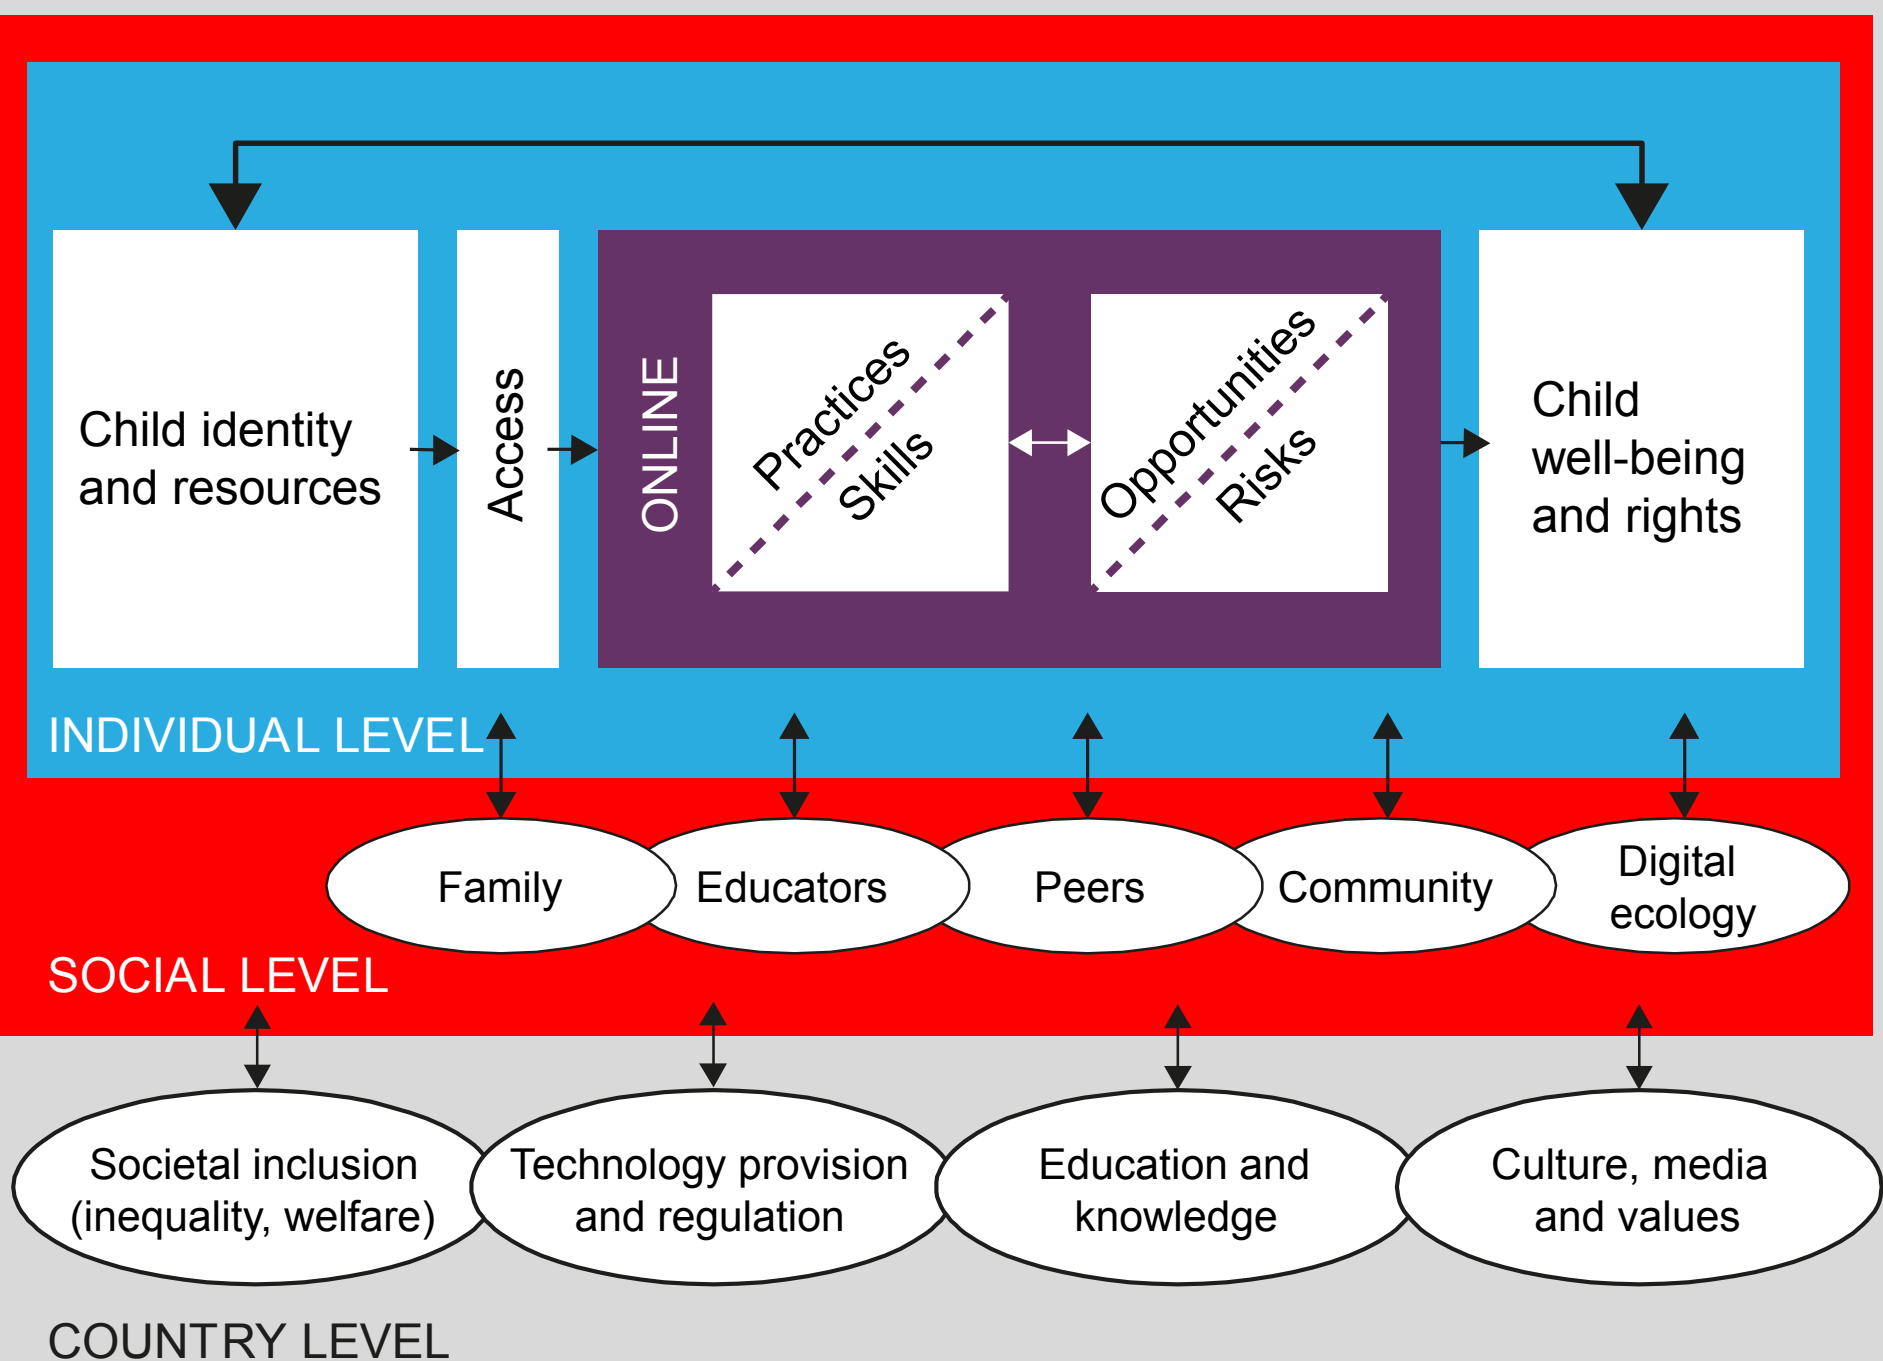 Child identity
and resources
Access
ONLINE
Practices
Skills
Opportunities
Risks
Child
well-being
and rights
INDIVIDUAL LEVEL
Family
Educators
Peers
Community
Digital
ecology
SOCIAL LEVEL
Societal inclusion
(inequality, welfare)
Technology provision
and regulation
Education and
knowledge
Culture, media
and values
COUNTRY LEVEL